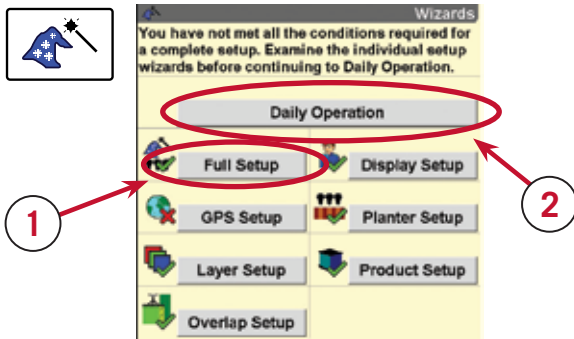 Wizards
You have not met all the conditions required for
a complete setup. Examine the individual setup
wizards before continuing to Daily Operation.
Daily Operation
Full Setup
Display Setup
1
2
GPS Setup
Planter Setup
Layer Setup
Product Setup
Overlap Setup